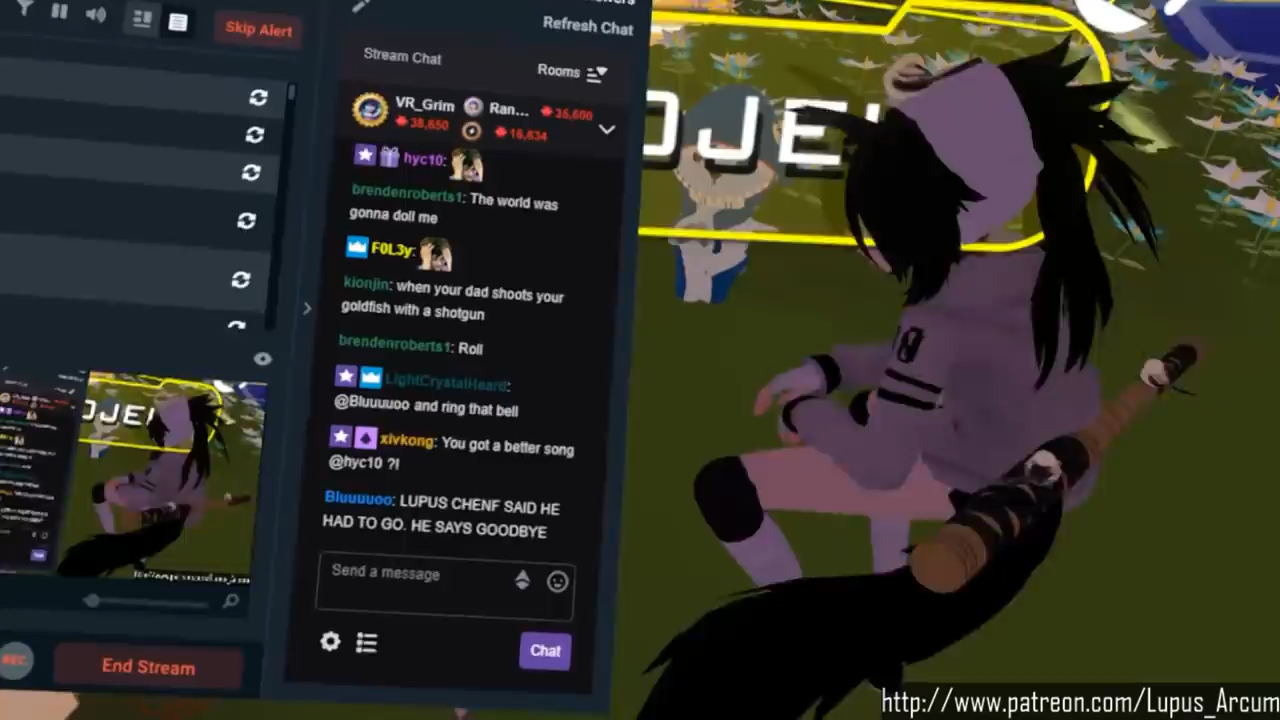 Skip Alert
Refresh Chat
Stream Chat
Rooms
VR_Grim
Ran...
35,600
38,650
16,634
hyc10:
brendenroberts1: The world was
gonna doll me
F0L3y:
kionjin: when your dad shoots your
goldfish with a shotgun
brendenroberts1: Roll
LightCrystalHeard:
@Bluuuuoo and ring that bell
xivkong: You got a better song
@hyc10 ?!
Bluuuuoo: LUPUS CHENF SAID HE
HAD TO GO. HE SAYS GOODBYE
Send a message
Chat
REC
End Stream
OJE
http://www.patreon.com/Lupus_Arcum